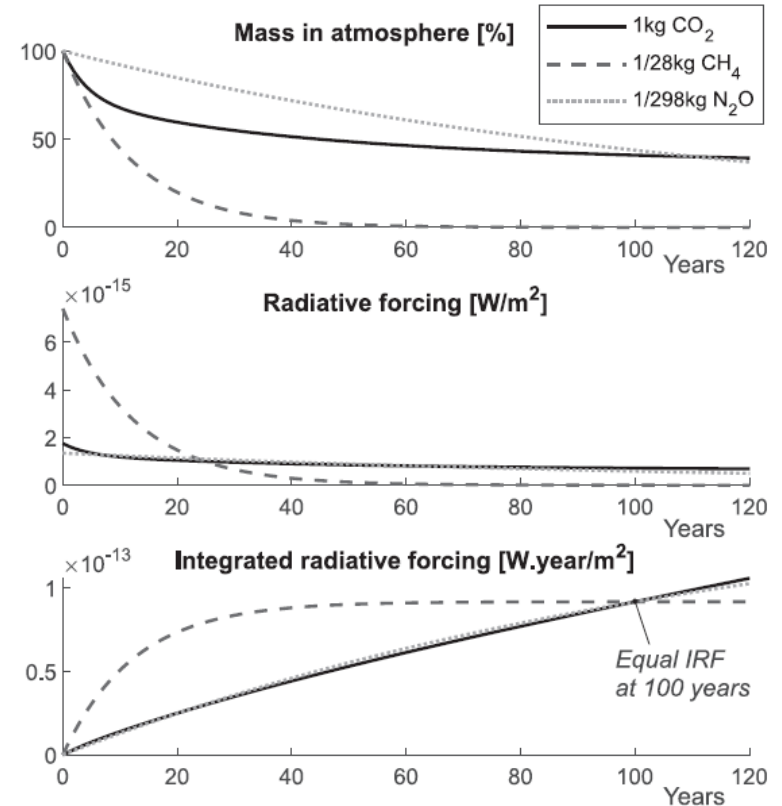 Mass in atmosphere [%]
1kg CO₂
1/28kg CH₄
1/298kg N₂O
100
50
0
0 20 40 60 80 100 120
Years
×10⁻¹⁵
Radiative forcing [W/m²]
6
4
2
0
0 20 40 60 80 100 120
Years
×10⁻¹³
Integrated radiative forcing [W.year/m²]
1
0.5
0
Equal IRF
at 100 years
0 20 40 60 80 100 120
Years